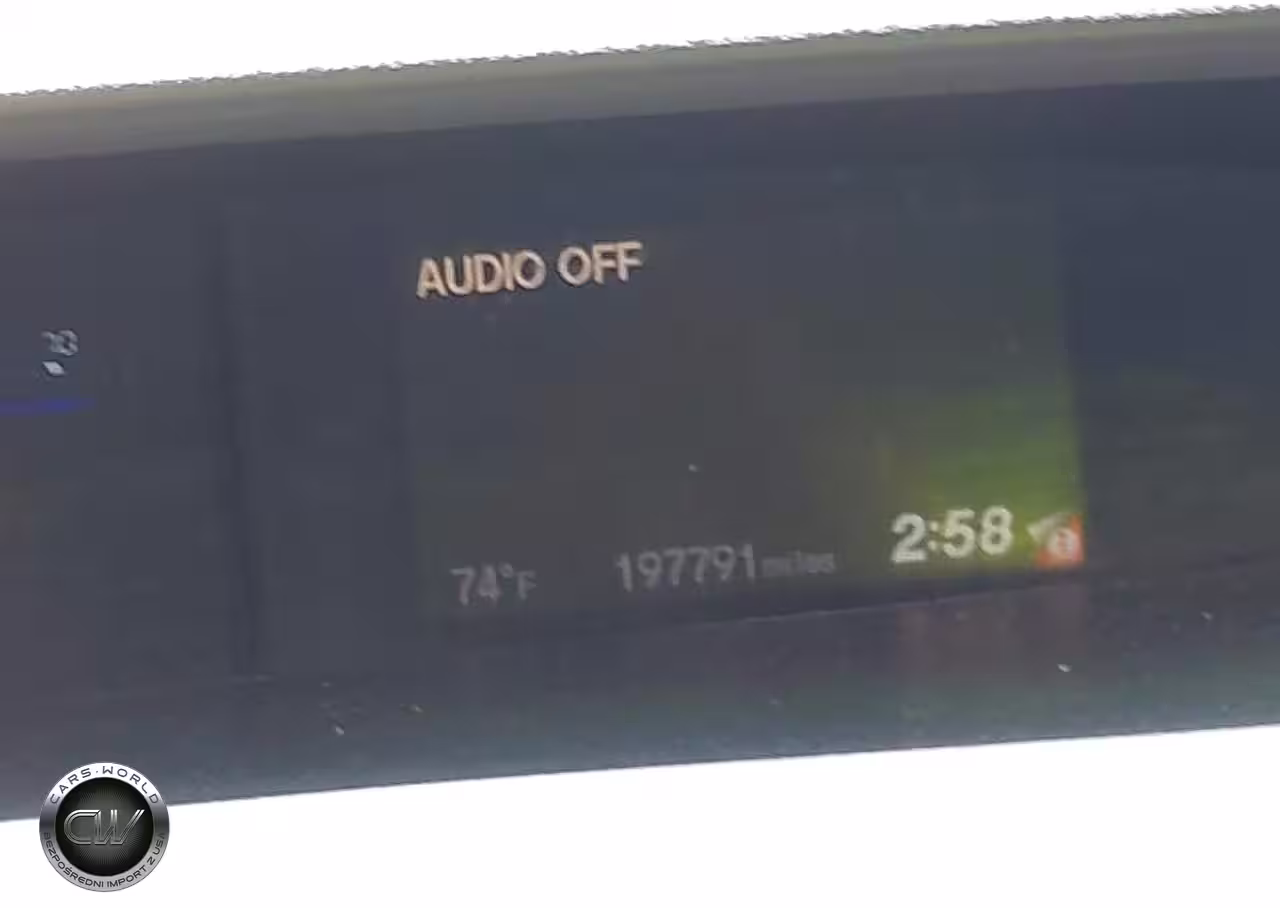 AUDIO OFF
74°F 197791 miles 2:58
CARS·WORLD
CW
BEZPOŚREDNI IMPORT Z USA